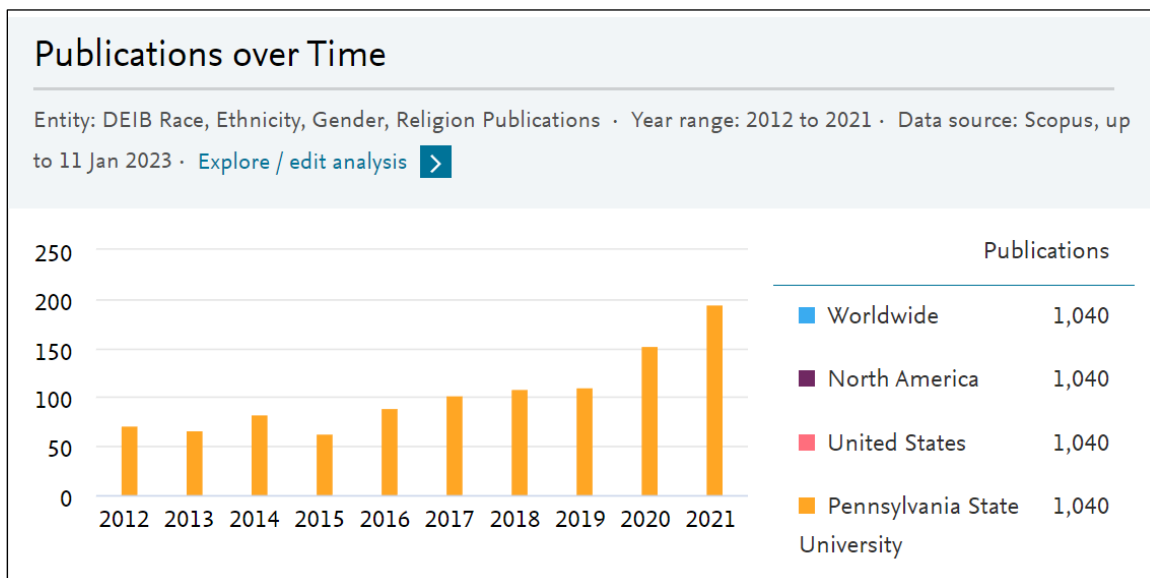 Publications over Time
Entity: DEIB Race, Ethnicity, Gender, Religion Publications · Year range: 2012 to 2021 · Data source: Scopus, up
to 11 Jan 2023 · Explore / edit analysis >
250
200
150
100
50
0
2012 2013 2014 2015 2016 2017 2018 2019 2020 2021
Publications
Worldwide 1,040
North America 1,040
United States 1,040
Pennsylvania State 1,040
University